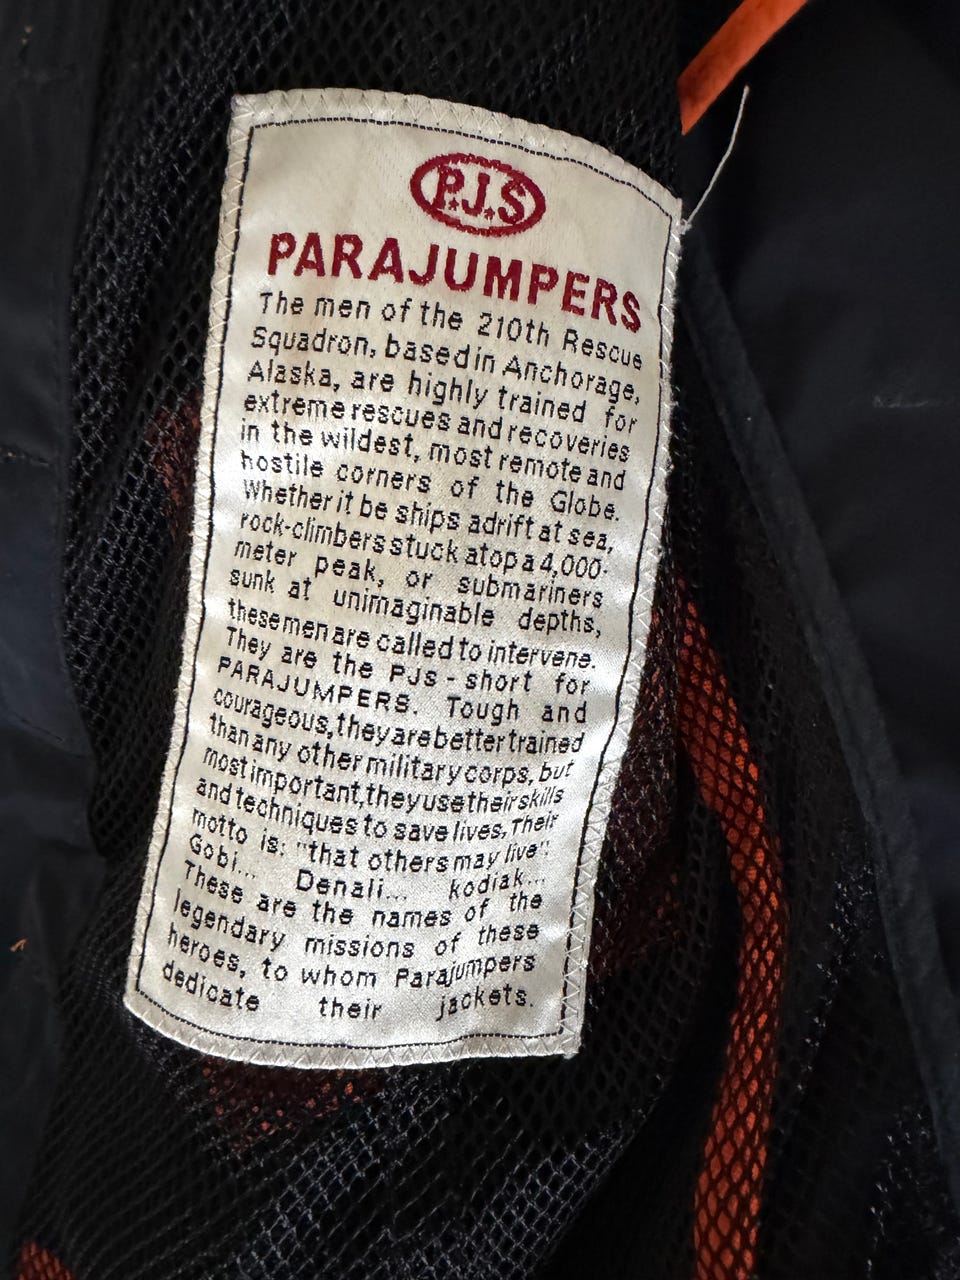 P.J.S
PARAJUMPERS
The men of the 210th Rescue
Squadron, based in Anchorage,
Alaska, are highly trained for
extreme rescues and recoveries
in the wildest, most remote and
hostile corners of the Globe.
Whether it be ships adrift at sea,
rock-climbers stuck atop a 4,000-
meter peak, or submariners
sunk at unimaginable depths,
these men are called to intervene.
They are the PJS - short for
PARAJUMPERS. Tough and
courageous, they are better trained
than any other military corps, but
most important, they use their skills
and techniques to save lives. Their
motto is: "that others may live".
Gobi... Denali... kodiak...
These are the names of the
legendary missions of these
heroes, to whom Parajumpers
dedicate their jackets.